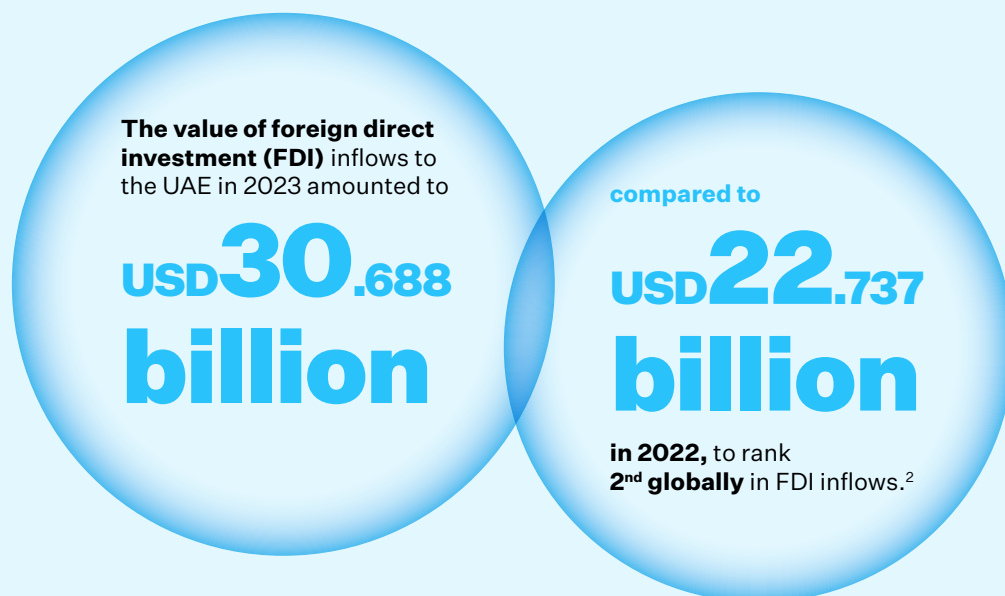 The value of foreign direct
investment (FDI) inflows to
the UAE in 2023 amounted to
USD30.688
billion
compared to
USD22.737
billion
in 2022, to rank
2nd globally in FDI inflows.2